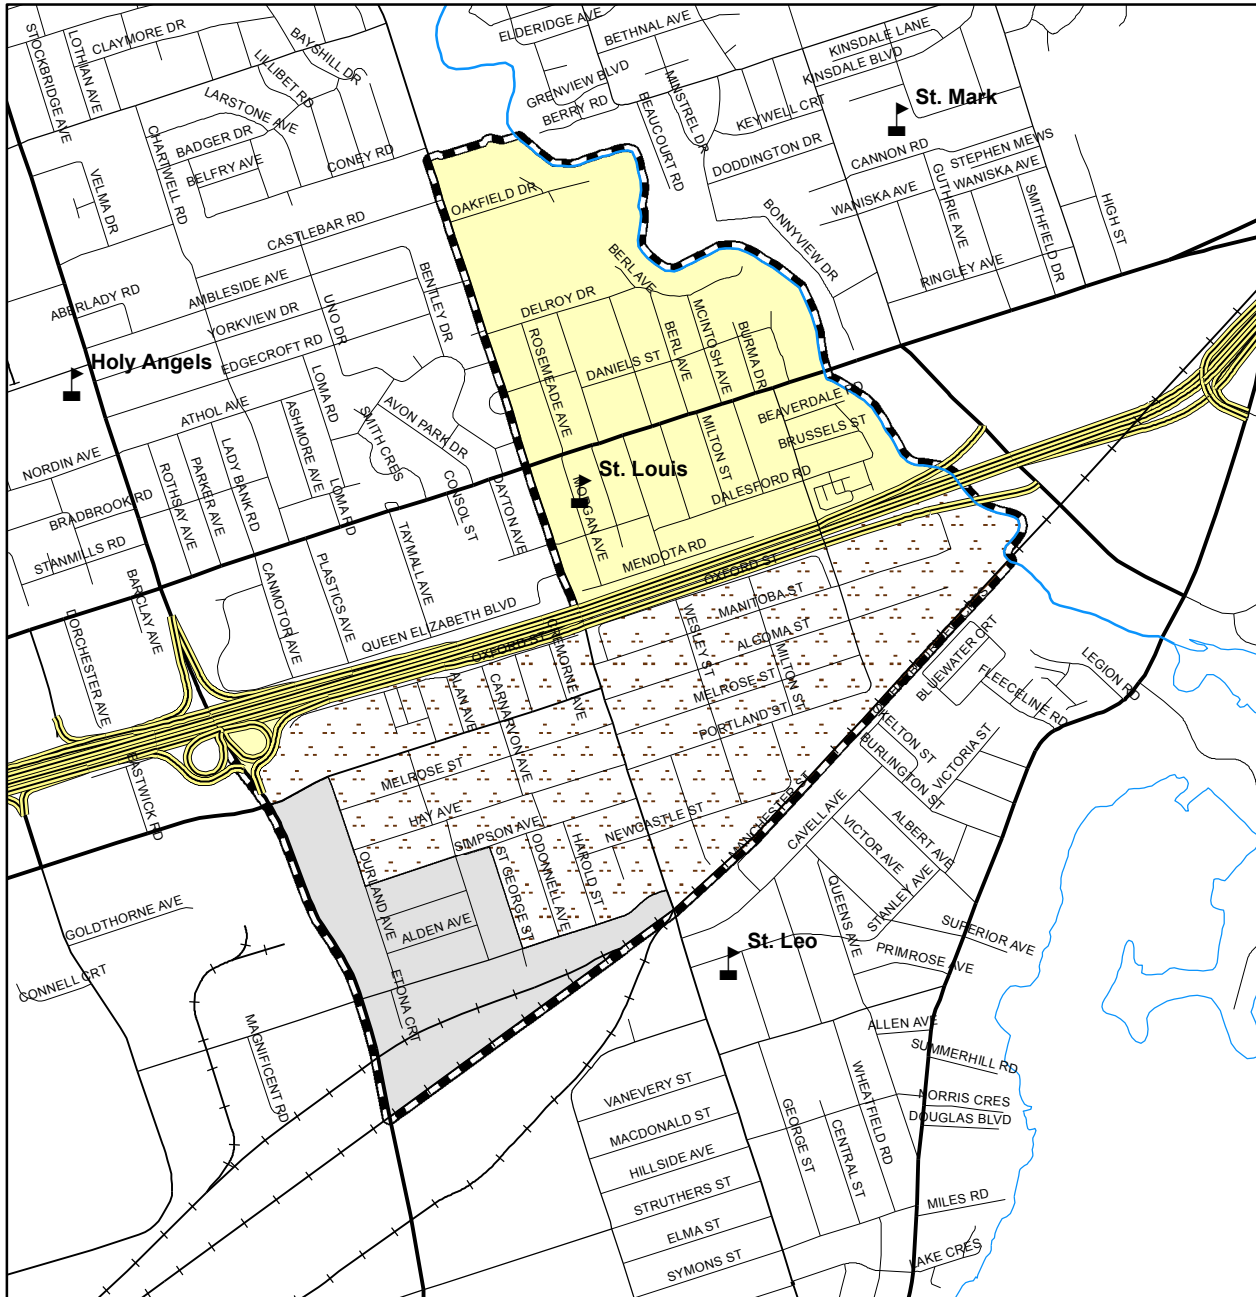 ELDERIDGE AVE
BETHNAL AVE
KINSDALE LANE
KINSDALE BLVD
STOCKBRIDGE AVE
LOTHIAN AVE
CLAYMORE DR
BAYSHILL DR
LILLIBET RD
GRENVIEW BLVD
BERRY RD
BEAUCOURT RD
MINSTREL DR
KEYWELL CRT
St. Mark
LARSTONE AVE
BADGER DR
BELFRY AVE
CONEY RD
CHARTWELL RD
VELMA DR
DODDINGTON DR
CANNON RD
STEPHEN MEWS
WANISKA AVE
WANISKA AVE
GUTHRIE AVE
SMITHFIELD DR
HIGH ST
OAKFIELD DR
CASTLEBAR RD
BONNYVIEW DR
RINGLEY AVE
ABERLADY RD
AMBLESIDE AVE
BENTLEY DR
UNO DR
YORKVIEW DR
EDGECROFT RD
BERL AVE
DELROY DR
ROSEMEADE AVE
DANIELS ST
BERL AVE
MCINTOSH AVE
BURMA DR
Holy Angels
ATHOL AVE
LOMA RD
ASHMORE AVE
SMITH CRES
AVON PARK DR
BEAVERDALE RD
BRUSSELS ST
MILTON ST
DALESFORD RD
St. Louis
MORGAN AVE
MENDOTA RD
NORDIN AVE
BRADBROOK RD
STANMILLS RD
ROTHSAY AVE
PARKER AVE
LADY BANK RD
LOMA RD
CONSOL ST
DAYTON AVE
TAYMALL AVE
BARCLAY AVE
CANMOTOR AVE
PLASTICS AVE
QUEEN ELIZABETH BLVD
DORCHESTER AVE
OXFORD ST
OXFORD ST
CREMORNE AVE
WESLEY ST
MANITOBA ST
ALGOMA ST
MELROSE ST
MILTON ST
PORTLAND ST
ALAN AVE
CARNARVON AVE
BLUEWATER CRT
FLEECELINE RD
LEGION RD
EASTWICK RD
MELROSE ST
HAY AVE
SIMPSON AVE
NEWCASTLE ST
MANCHESTER ST
BURLINGTON ST
VICTORIA ST
CAVELL AVE
VICTOR AVE
ALBERT AVE
STANLEY AVE
QUEENS AVE
SUPERIOR AVE
PRIMROSE AVE
GOLDTHORNE AVE
CONNELL CRT
OURLAND AVE
ALDEN AVE
ST GEORGE ST
ODONNELL AVE
HAROLD ST
ETONA CRT
MAGNIFICENT RD
St. Leo
ALLEN AVE
SUMMERHILL RD
NORRIS CRES
DOUGLAS BLVD
WHEATFIELD RD
CENTRAL ST
GEORGE ST
VANEVERY ST
MACDONALD ST
HILLSIDE AVE
STRUTHERS ST
ELMA ST
SYMONS ST
MILES RD
LAKE CRES